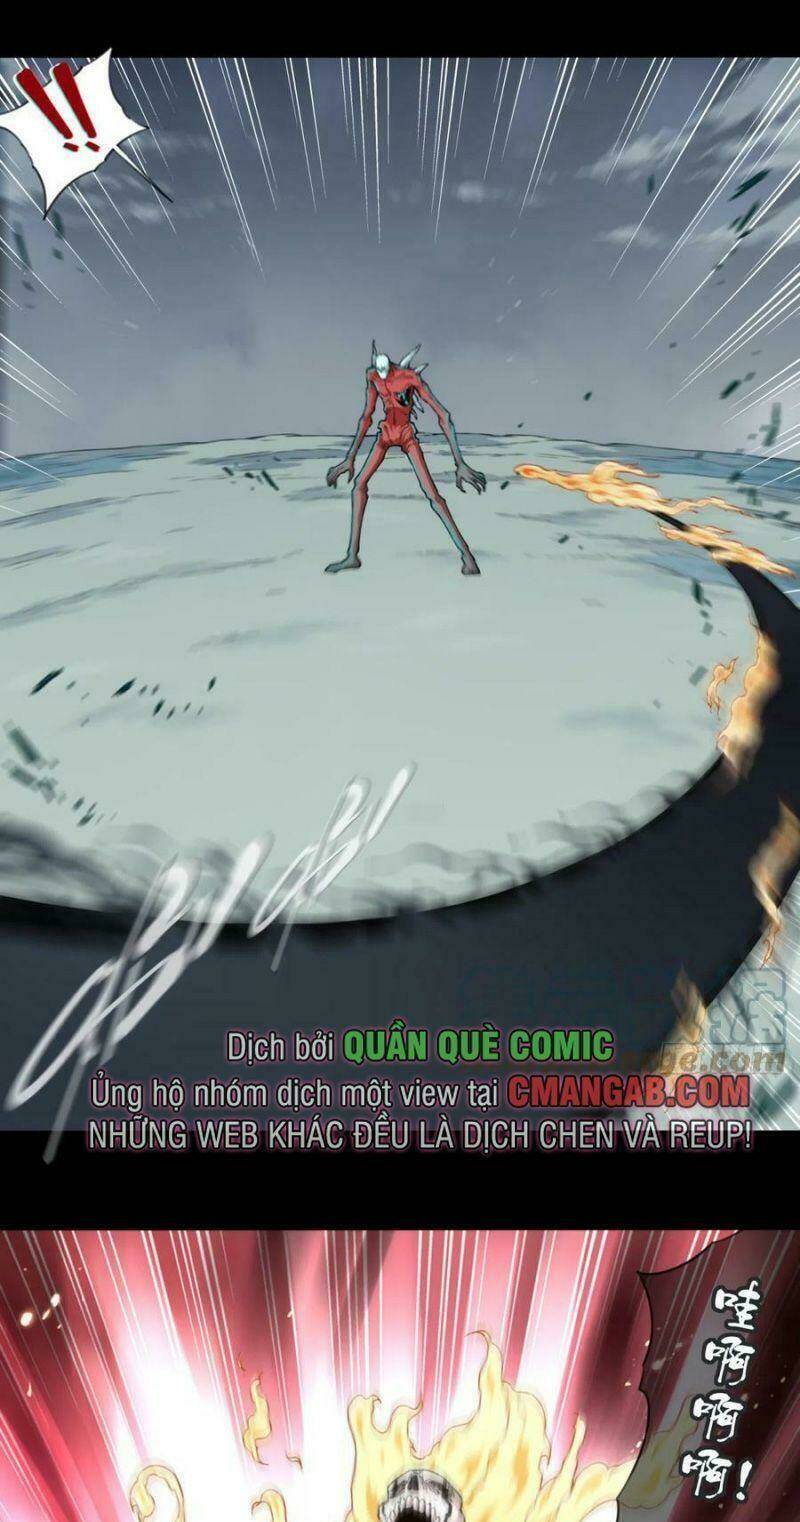 !!
Dịch bởi QUẦN QUÈ COMIC
Ủng hộ nhóm dịch một view tại CMANGAB.COM
NHỮNG WEB KHÁC ĐỀU LÀ DỊCH CHEN VÀ REUP!
哇啊啊啊!